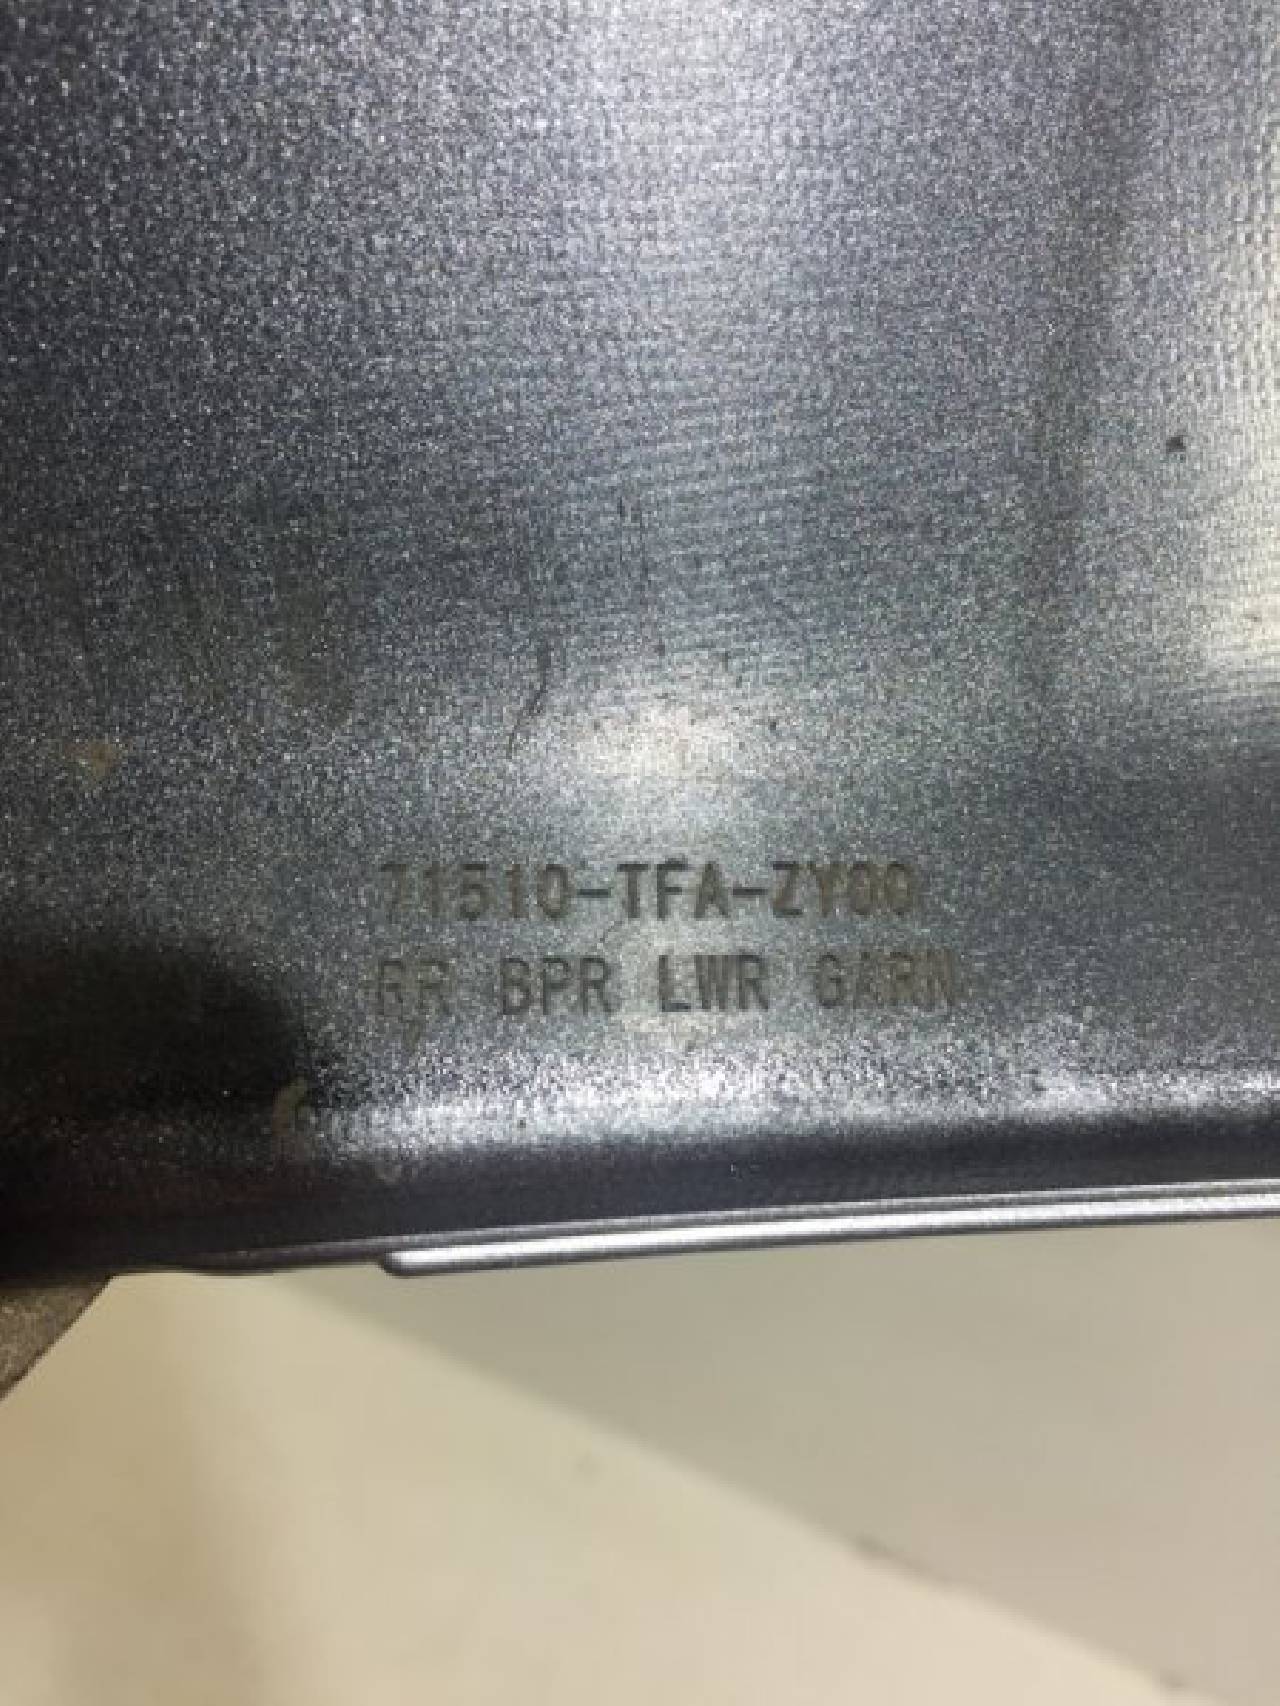 71510-TFA-ZY00
RR BPR LWR GARN